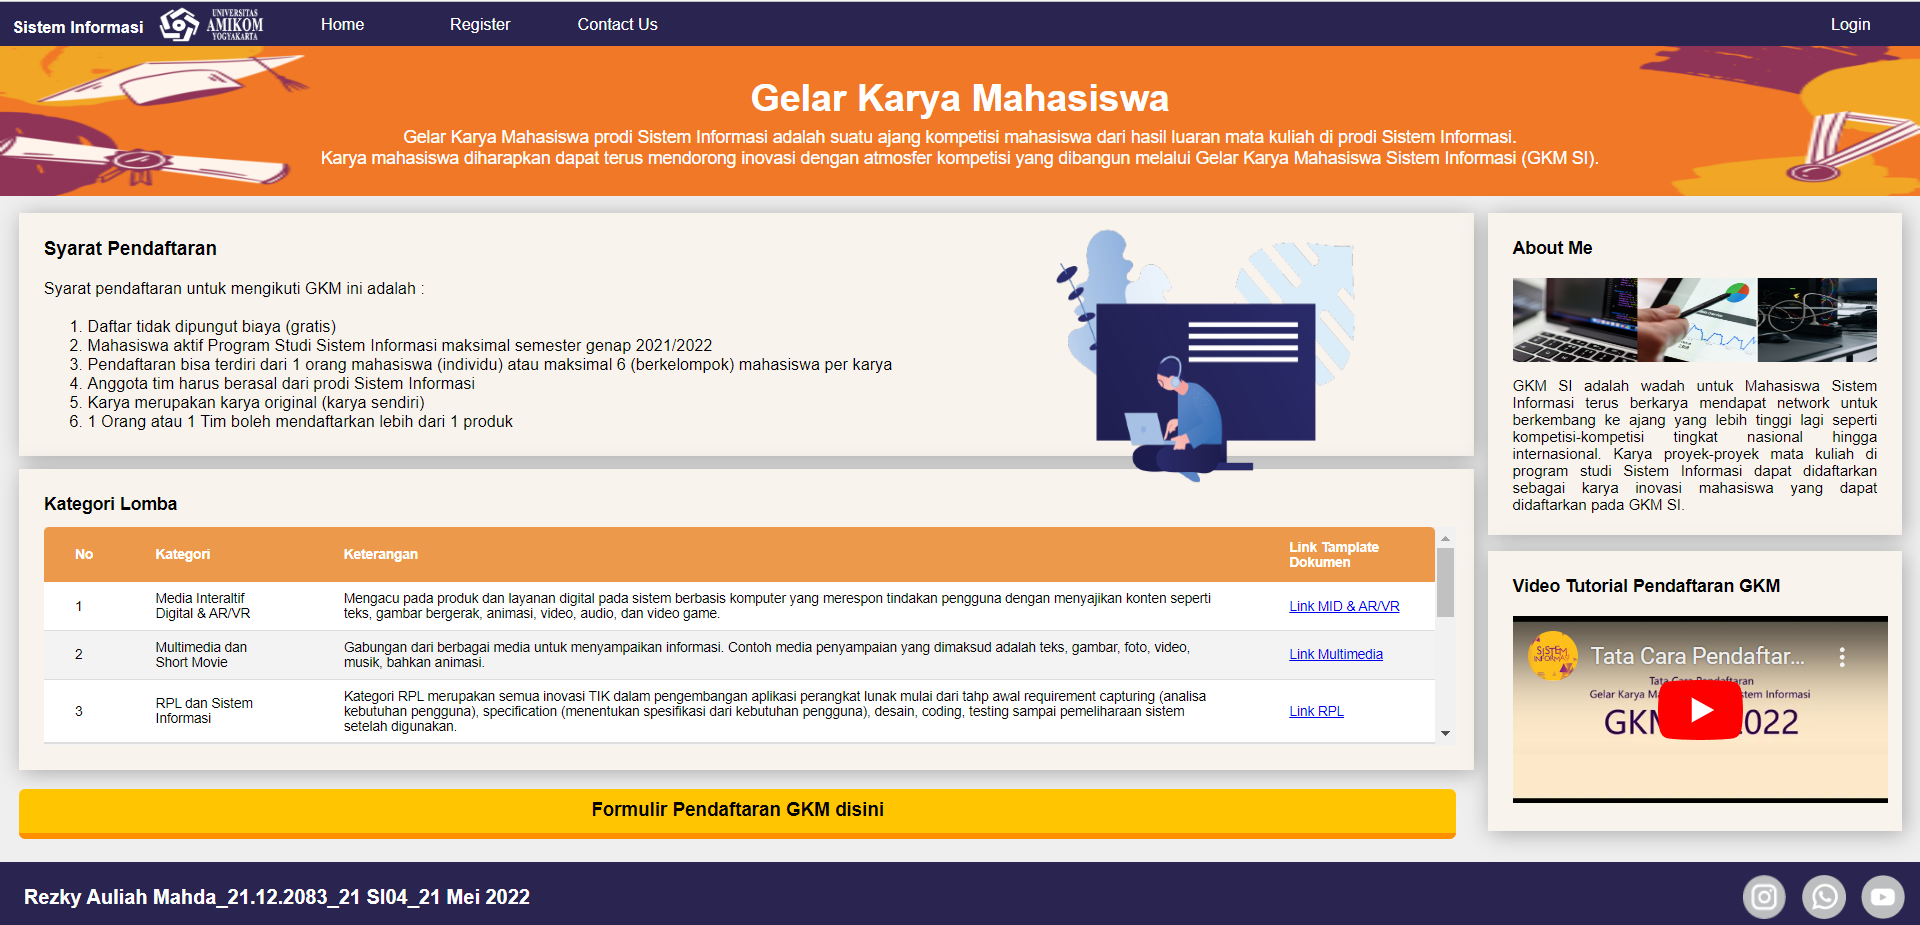 Sistem Informasi
UNIVERSITAS
AMIKOM
YOGYAKARTA
Home
Register
Contact Us
Login
Gelar Karya Mahasiswa
Gelar Karya Mahasiswa prodi Sistem Informasi adalah suatu ajang kompetisi mahasiswa dari hasil luaran mata kuliah di prodi Sistem Informasi.
Karya mahasiswa diharapkan dapat terus mendorong inovasi dengan atmosfer kompetisi yang dibangun melalui Gelar Karya Mahasiswa Sistem Informasi (GKM SI).
Syarat Pendaftaran
Syarat pendaftaran untuk mengikuti GKM ini adalah :
1. Daftar tidak dipungut biaya (gratis)
2. Mahasiswa aktif Program Studi Sistem Informasi maksimal semester genap 2021/2022
3. Pendaftaran bisa terdiri dari 1 orang mahasiswa (individu) atau maksimal 6 (berkelompok) mahasiswa per karya
4. Anggota tim harus berasal dari prodi Sistem Informasi
5. Karya merupakan karya original (karya sendiri)
6. 1 Orang atau 1 Tim boleh mendaftarkan lebih dari 1 produk
Kategori Lomba
No
Kategori
Keterangan
Link Tamplate
Dokumen
1
Media Interaltif
Digital & AR/VR
Mengacu pada produk dan layanan digital pada sistem berbasis komputer yang merespon tindakan pengguna dengan menyajikan konten seperti
teks, gambar bergerak, animasi, video, audio, dan video game.
Link MID & AR/VR
2
Multimedia dan
Short Movie
Gabungan dari berbagai media untuk menyampaikan informasi. Contoh media penyampaian yang dimaksud adalah teks, gambar, foto, video,
musik, bahkan animasi.
Link Multimedia
3
RPL dan Sistem
Informasi
Kategori RPL merupakan semua inovasi TIK dalam pengembangan aplikasi perangkat lunak mulai dari tahp awal requirement capturing (analisa
kebutuhan pengguna), specification (menentukan spesifikasi dari kebutuhan pengguna), desain, coding, testing sampai pemeliharaan sistem
setelah digunakan.
Link RPL
Formulir Pendaftaran GKM disini
About Me
GKM SI adalah wadah untuk Mahasiswa Sistem
Informasi terus berkarya mendapat network untuk
berkembang ke ajang yang lebih tinggi lagi seperti
kompetisi-kompetisi tingkat nasional hingga
internasional. Karya proyek-proyek mata kuliah di
program studi Sistem Informasi dapat didaftarkan
sebagai karya inovasi mahasiswa yang dapat
didaftarkan pada GKM SI.
Video Tutorial Pendaftaran GKM
SISTEM
INFORMASI
Tata Cara Pendaftar...
Tata Cara Pendaftaran
Gelar Karya Ma stem Informasi
GKM 2022
Rezky Auliah Mahda_21.12.2083_21 SI04_21 Mei 2022